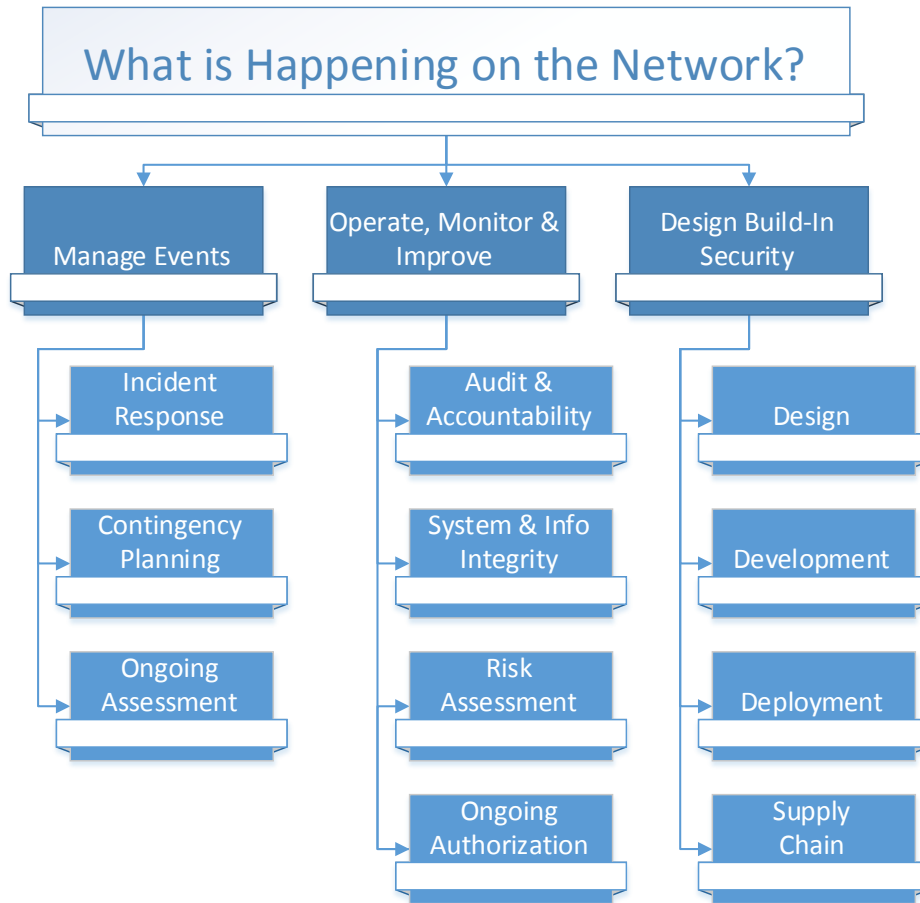 What is Happening on the Network?
Manage Events
Operate, Monitor &
Improve
Design Build-In
Security
Incident
Response
Contingency
Planning
Ongoing
Assessment
Audit &
Accountability
System & Info
Integrity
Risk
Assessment
Ongoing
Authorization
Design
Development
Deployment
Supply
Chain